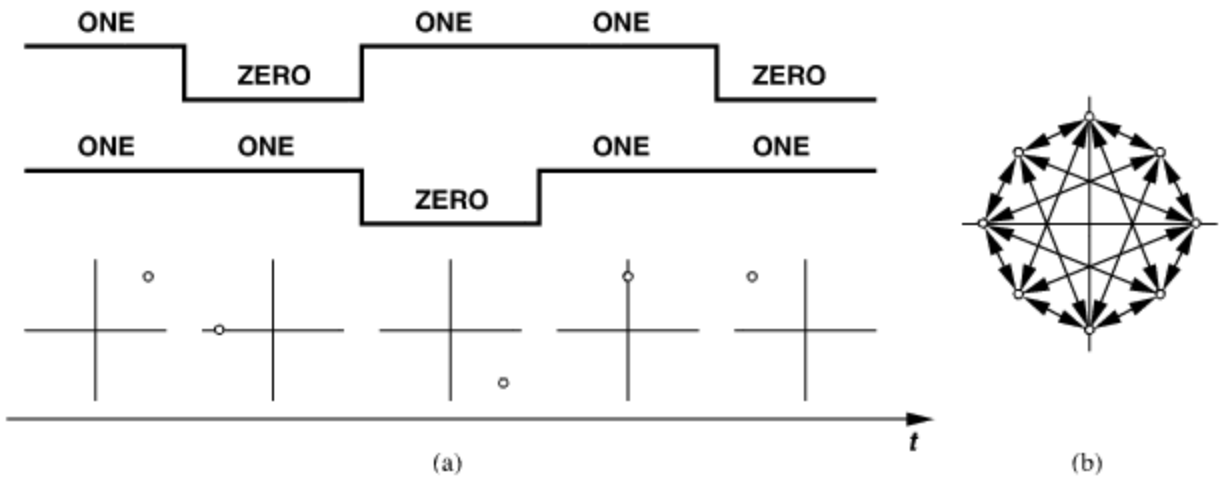 ONE ONE ONE
ZERO ZERO
ONE ONE ONE ONE
ZERO
t
(a) (b)